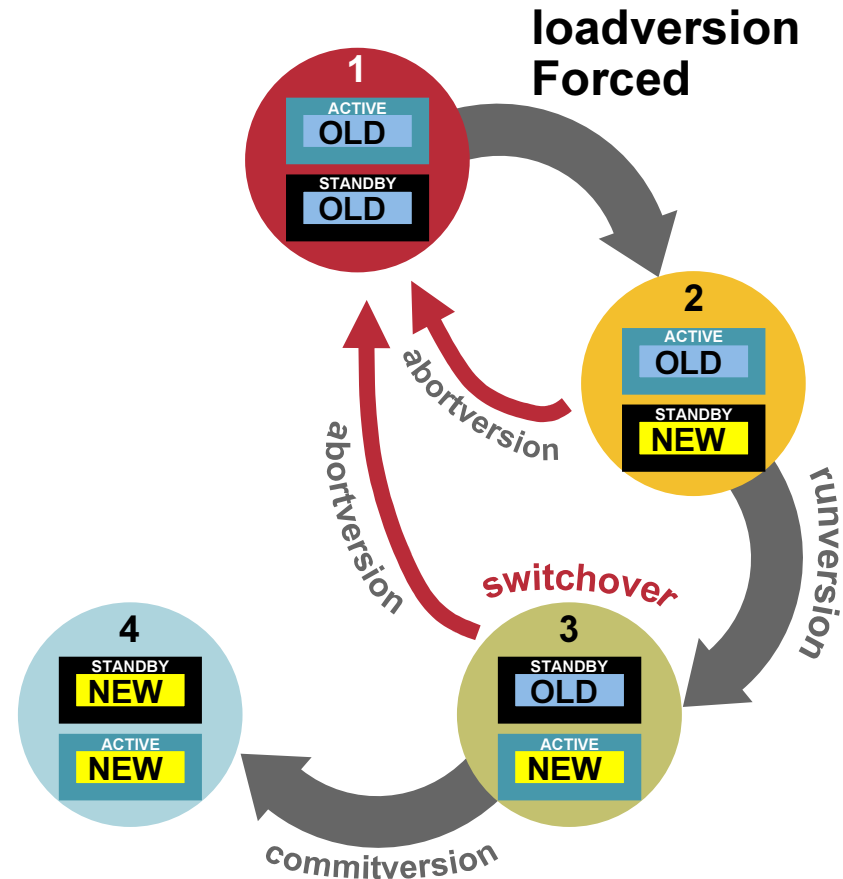 loadversion
Forced
1
ACTIVE
OLD
STANDBY
OLD
2
ACTIVE
OLD
STANDBY
NEW
abortversion
abortversion
runversion
switchover
3
STANDBY
OLD
ACTIVE
NEW
4
STANDBY
NEW
ACTIVE
NEW
commitversion